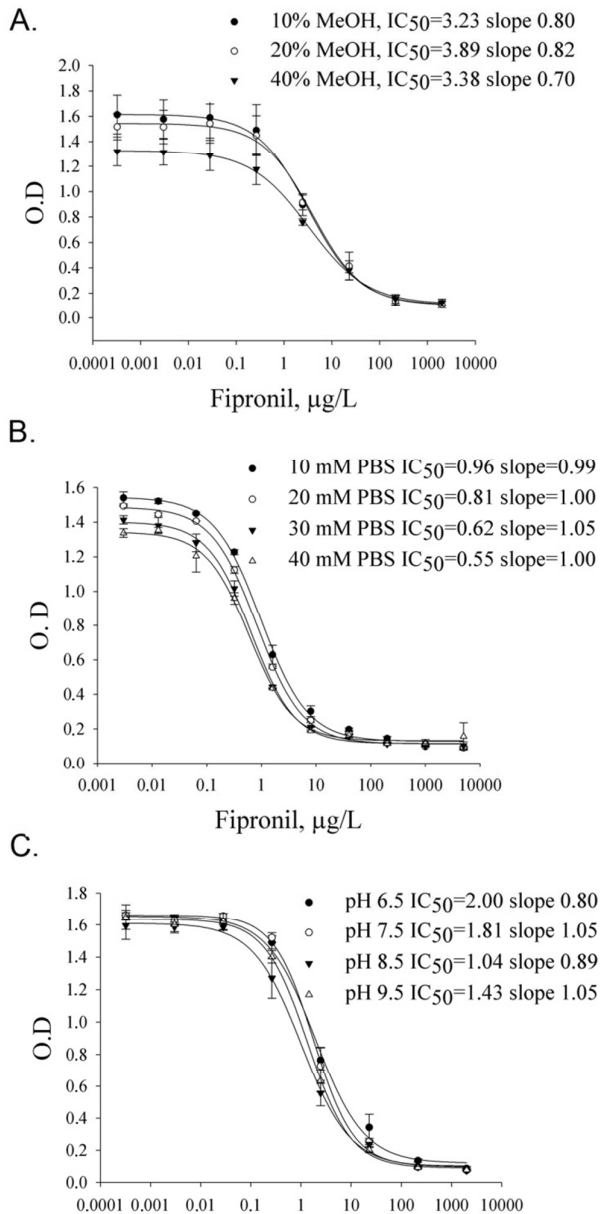 A.
10% MeOH, IC50=3.23 slope 0.80
20% MeOH, IC50=3.89 slope 0.82
40% MeOH, IC50=3.38 slope 0.70
2.0
1.8
1.6
1.4
1.2
1.0
0.8
0.6
0.4
0.2
0.0
O.D
0.0001 0.001 0.01 0.1 1 10 100 1000 10000
Fipronil, µg/L
B.
10 mM PBS IC50=0.96 slope=0.99
20 mM PBS IC50=0.81 slope=1.00
30 mM PBS IC50=0.62 slope=1.05
40 mM PBS IC50=0.55 slope=1.00
1.6
1.4
1.2
1.0
0.8
0.6
0.4
0.2
0.0
O. D
0.001 0.01 0.1 1 10 100 1000 10000
Fipronil, µg/L
C.
pH 6.5 IC50=2.00 slope 0.80
pH 7.5 IC50=1.81 slope 1.05
pH 8.5 IC50=1.04 slope 0.89
pH 9.5 IC50=1.43 slope 1.05
1.8
1.6
1.4
1.2
1.0
0.8
0.6
0.4
0.2
0.0
O.D
0.0001 0.001 0.01 0.1 1 10 100 1000 10000